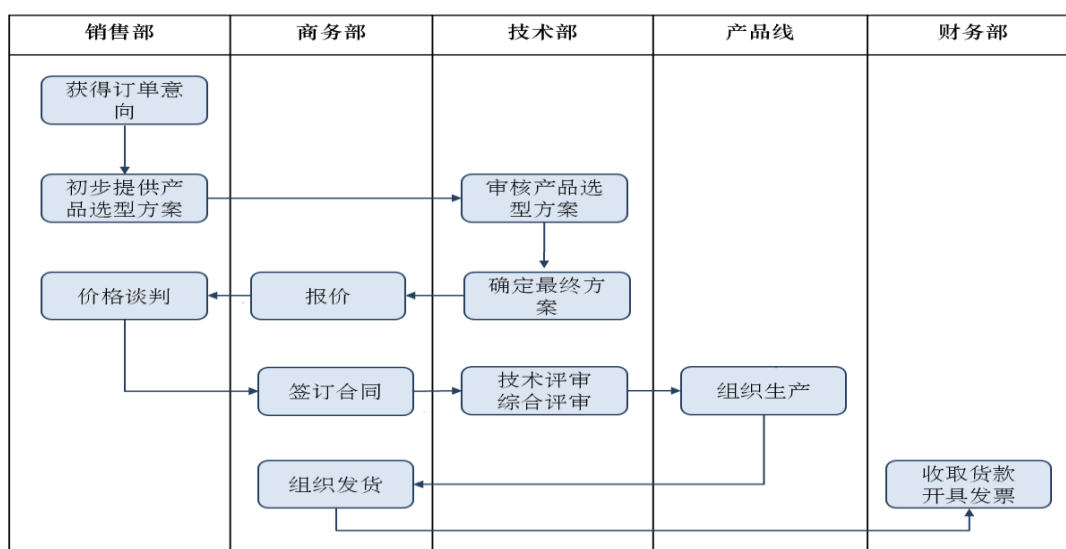 销售部
商务部
技术部
产品线
财务部
获得订单意
向
初步提供产
品选型方案
审核产品选
型方案
价格谈判
报价
确定最终方
案
签订合同
技术评审
综合评审
组织生产
组织发货
收取货款
开具发票